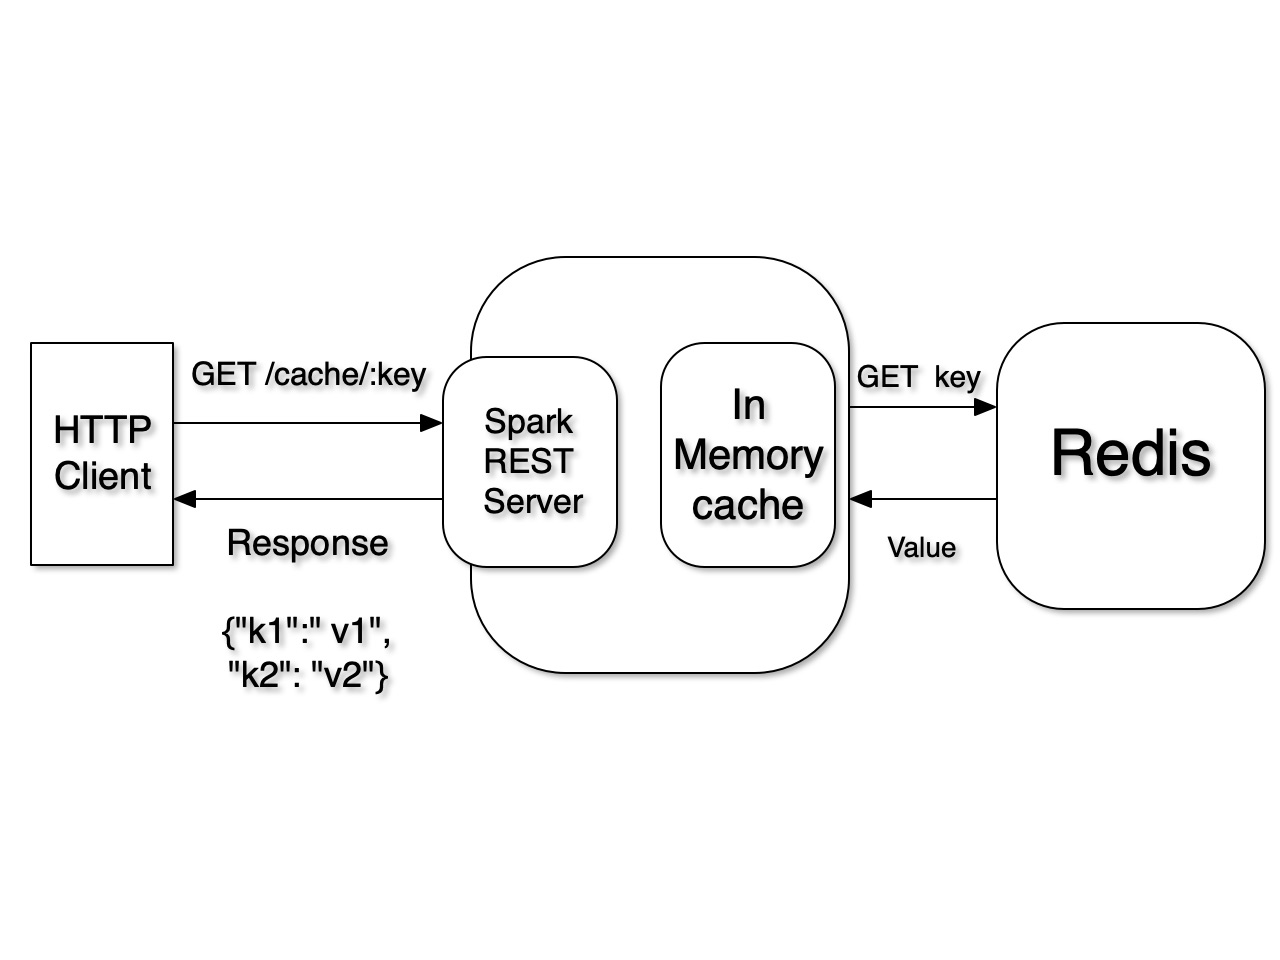 HTTP
Client
GET /cache/:key
Response
{"k1":" v1",
"k2": "v2"}
Spark
REST
Server
In
Memory
cache
GET  key
Value
Redis